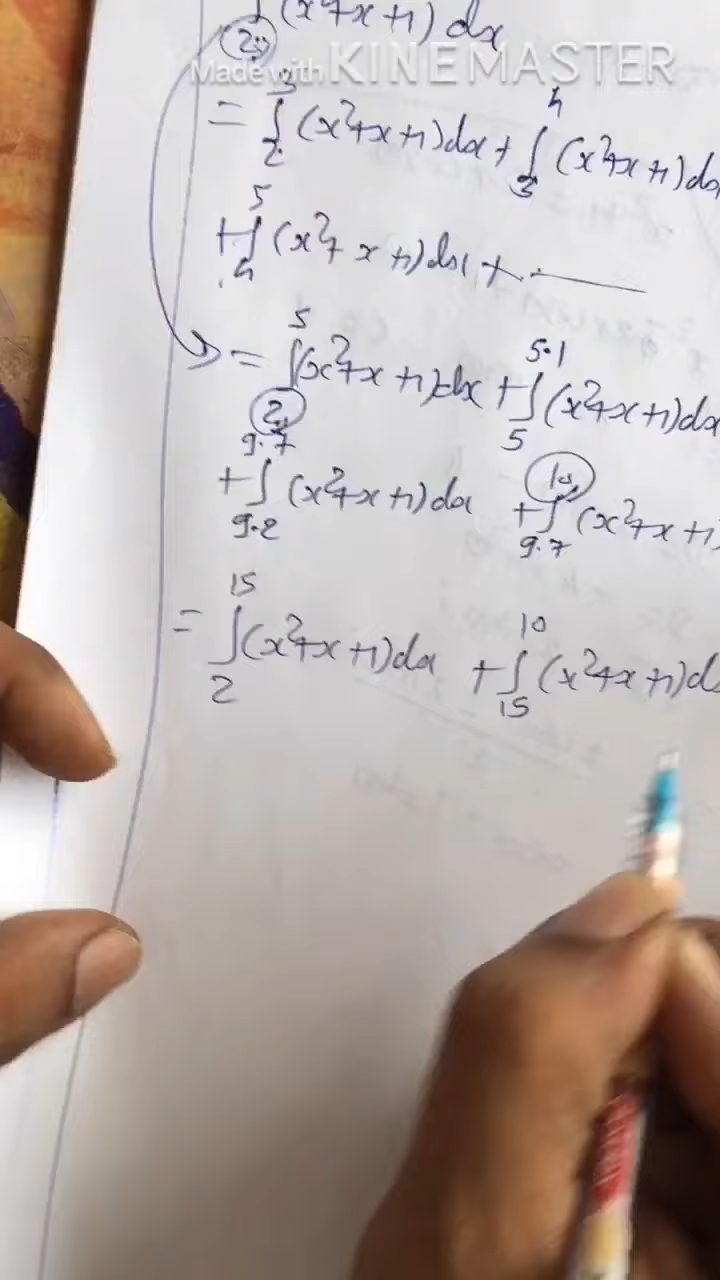 ∫₂ (x²+x+1) dx
Made with KINEMASTER
= ∫₂³ (x²+x+1)dx + ∫₃⁴ (x²+x+1)dx
+ ∫₄⁵ (x²+x+1)dx + . ———
= ∫₂⁵ (x²+x+1)dx + ∫₅^5.1 (x²+x+1)dx
+ ∫_9.2^9.7 (x²+x+1)dx + ∫_9.7^10 (x²+x+1)
= ∫₂¹⁵ (x²+x+1)dx + ∫₁₅¹⁰ (x²+x+1)d